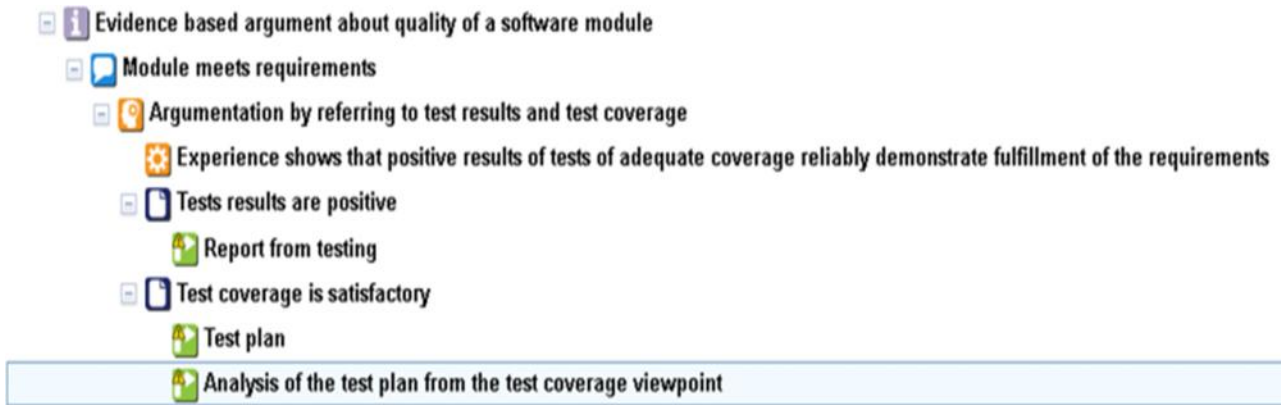 Evidence based argument about quality of a software module
Module meets requirements
Argumentation by referring to test results and test coverage
Experience shows that positive results of tests of adequate coverage reliably demonstrate fulfillment of the requirements
Tests results are positive
Report from testing
Test coverage is satisfactory
Test plan
Analysis of the test plan from the test coverage viewpoint